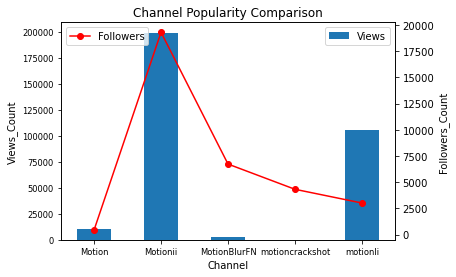 Channel Popularity Comparison
Followers
Views
200000
175000
150000
125000
100000
75000
50000
25000
0
Views_Count
20000
17500
15000
12500
10000
7500
5000
2500
0
Followers_Count
Motion Motionii MotionBlurFN motioncrackshot motionli
Channel